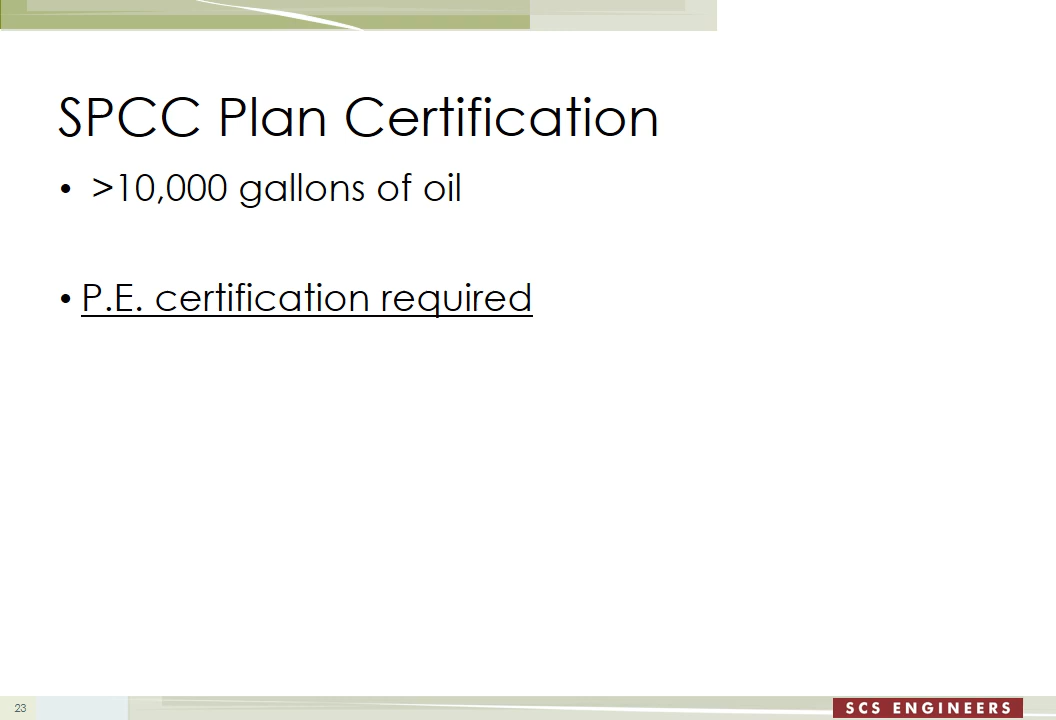 SPCC Plan Certification
• >10,000 gallons of oil
• P.E. certification required
23
SCS ENGINEERS